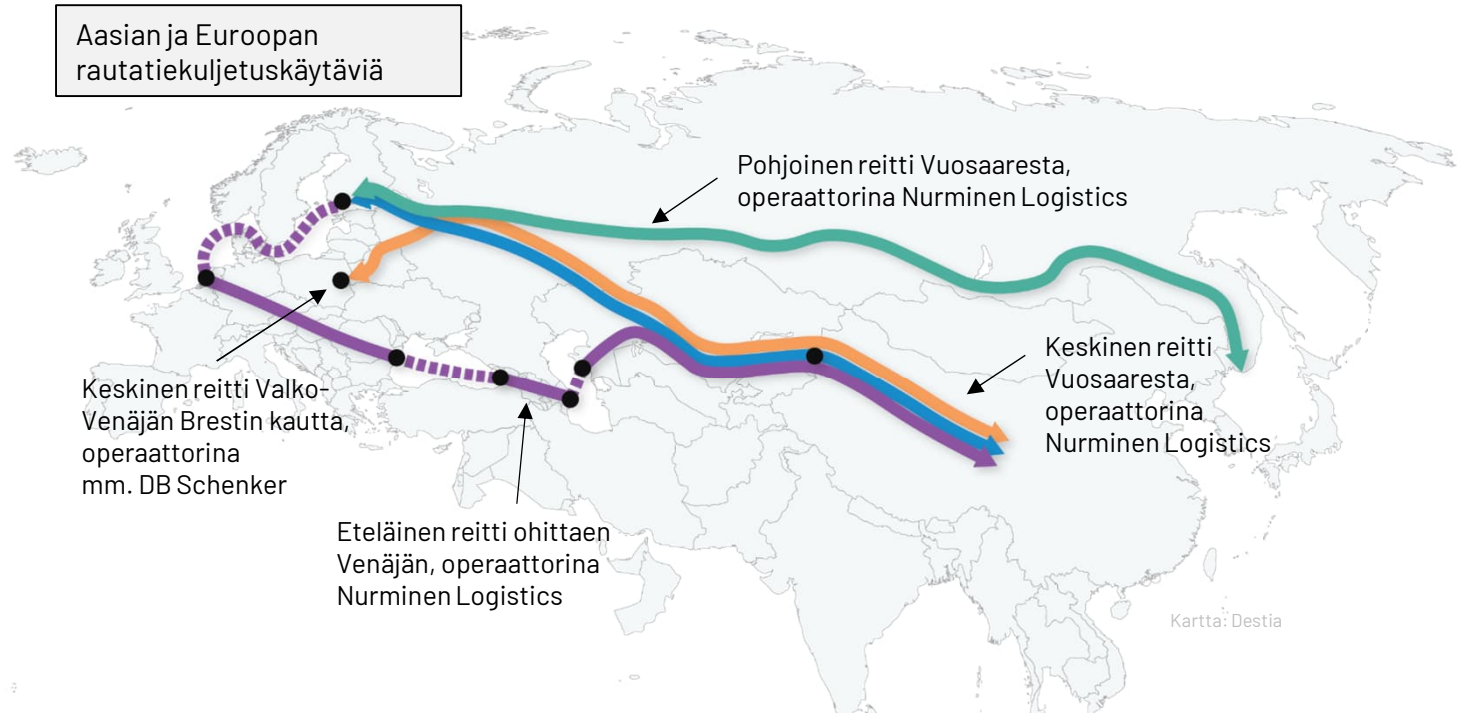 Aasian ja Euroopan
rautatiekuljetuskäytäviä
Pohjoinen reitti Vuosaaresta,
operaattorina Nurminen Logistics
Keskinen reitti
Vuosaaresta,
operaattorina
Nurminen Logistics
Keskinen reitti Valko-
Venäjän Brestin kautta,
operaattorina
mm. DB Schenker
Eteläinen reitti ohittaen
Venäjän, operaattorina
Nurminen Logistics
Kartta: Destia